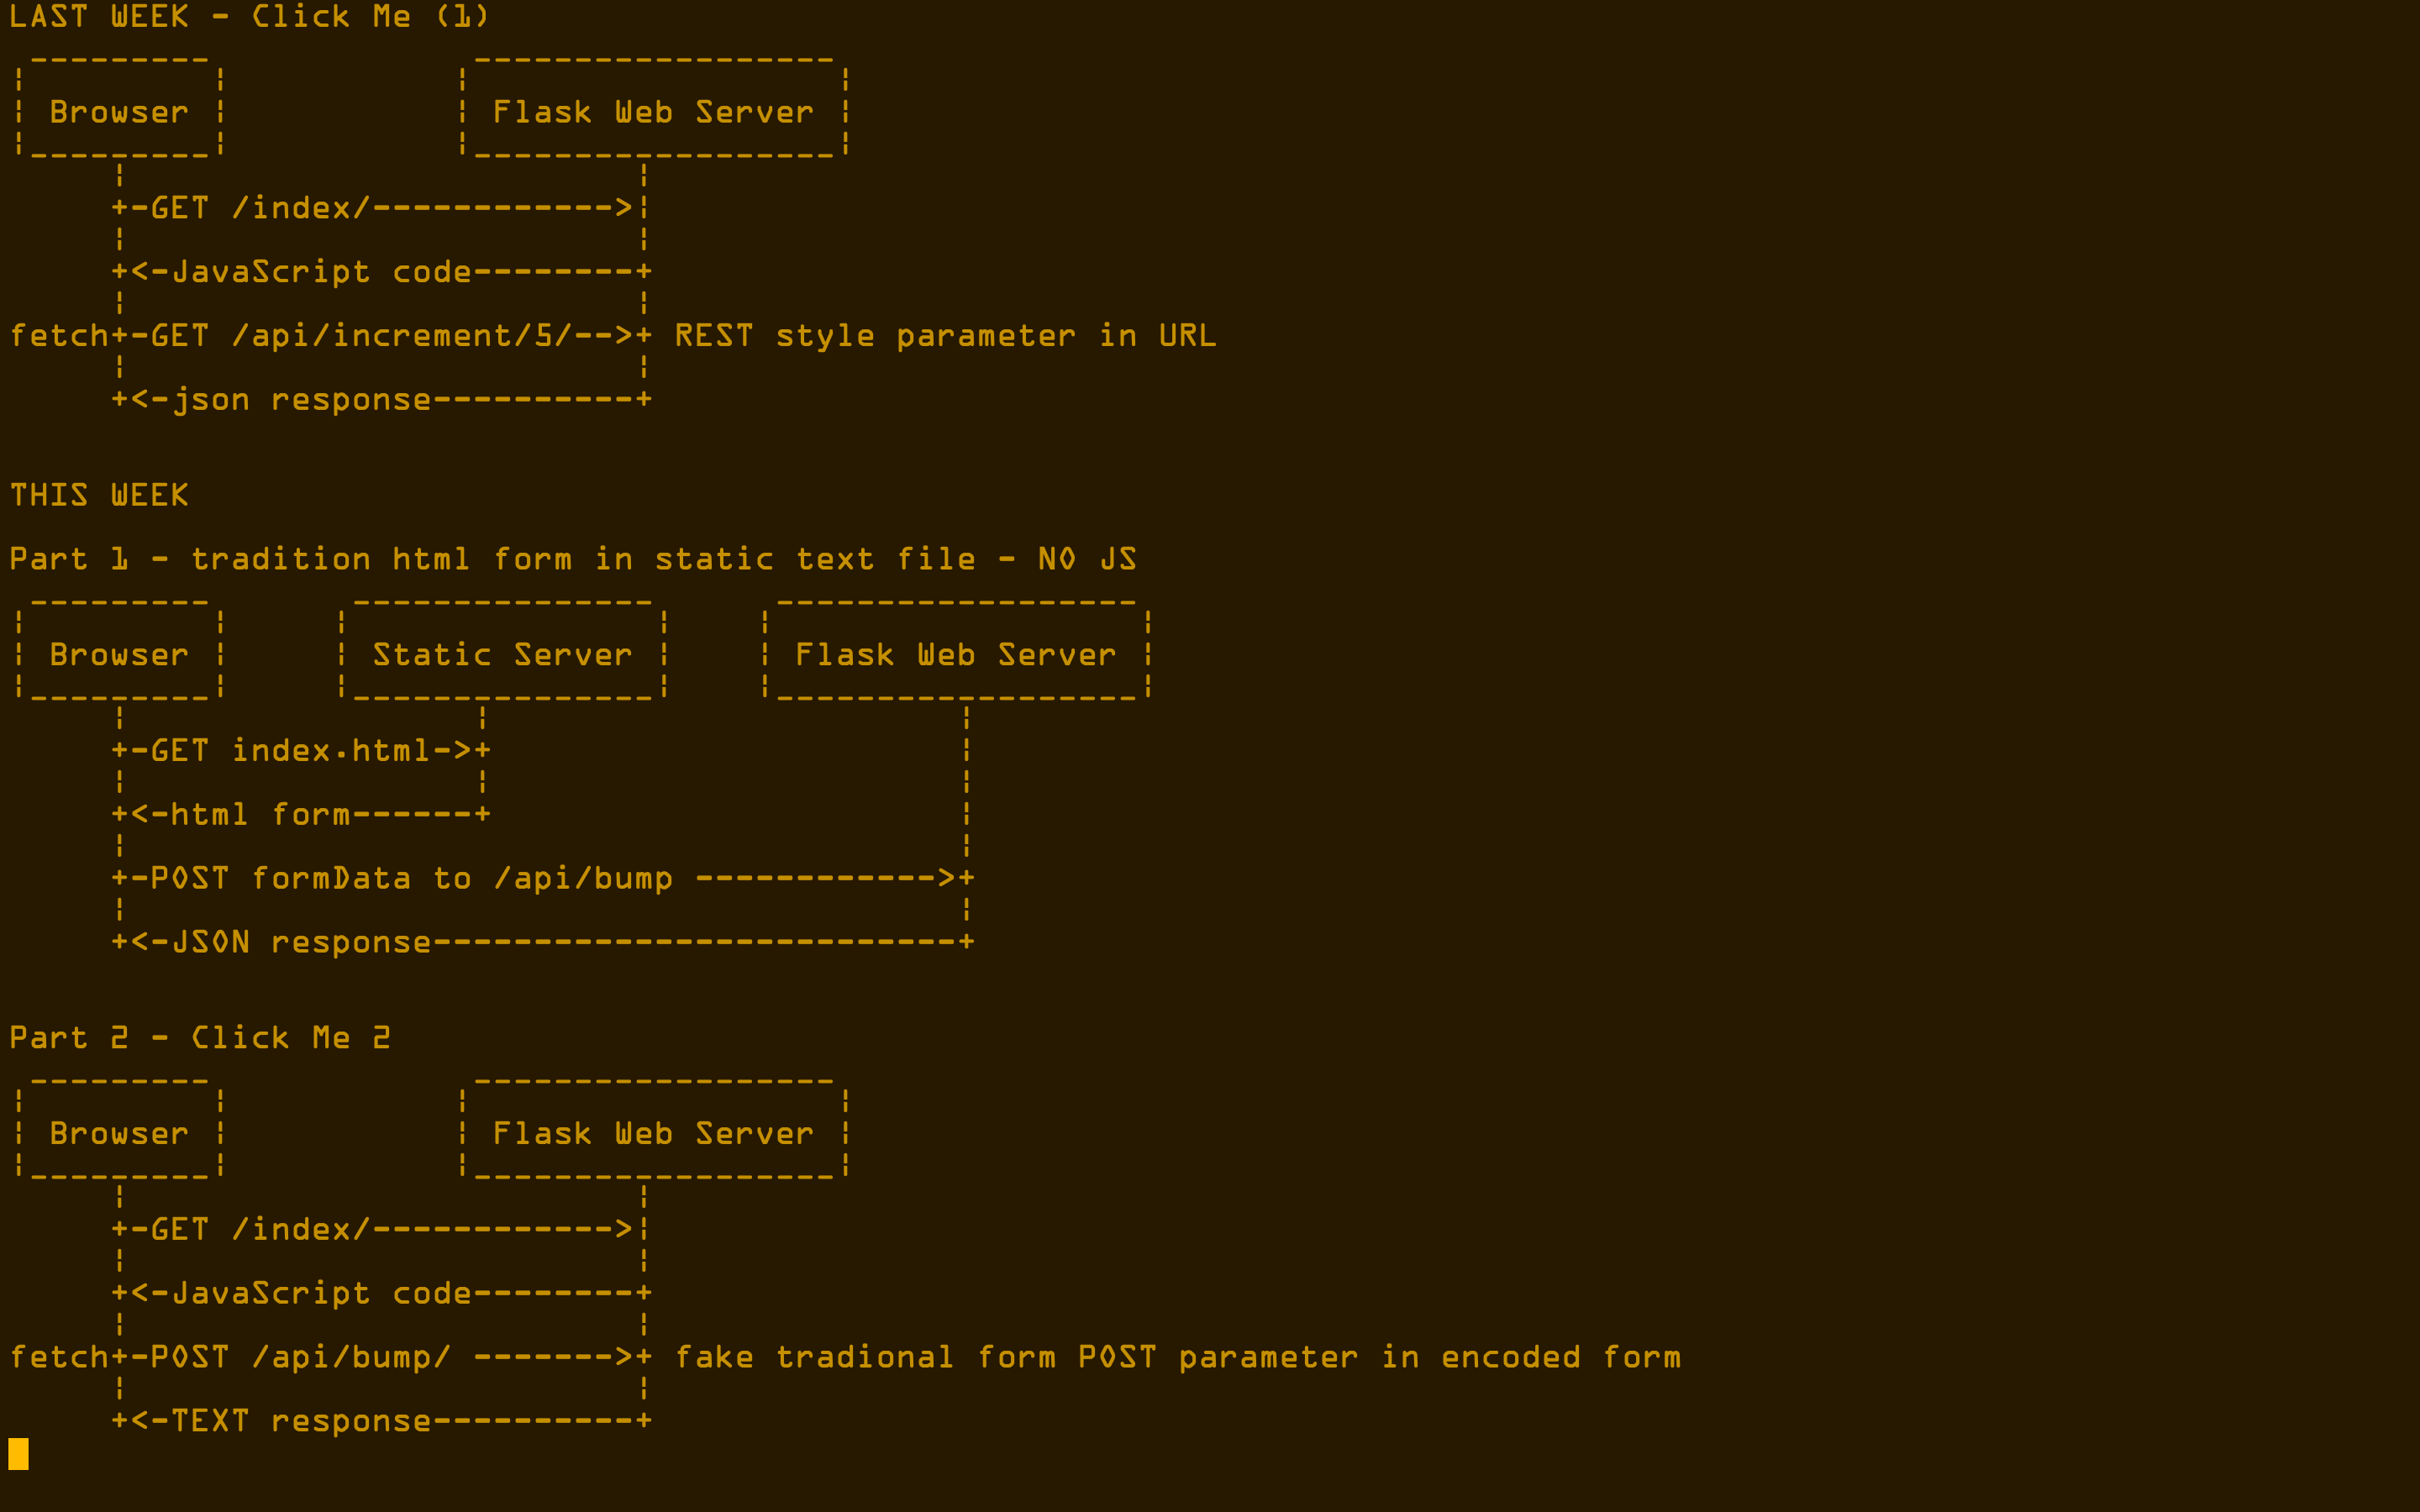 LAST WEEK - Click Me (1)
Browser Flask Web Server
+-GET /index/------------>|
+<-JavaScript code--------+
fetch+-GET /api/increment/5/-->+ REST style parameter in URL
+<-json response----------+
THIS WEEK
Part 1 - tradition html form in static text file - NO JS
Browser Static Server Flask Web Server
+-GET index.html->+
+<-html form------+
+-POST formData to /api/bump ------------>+
+<-JSON response--------------------------+
Part 2 - Click Me 2
Browser Flask Web Server
+-GET /index/------------>|
+<-JavaScript code--------+
fetch+-POST /api/bump/ ------->+ fake tradional form POST parameter in encoded form
+<-TEXT response----------+